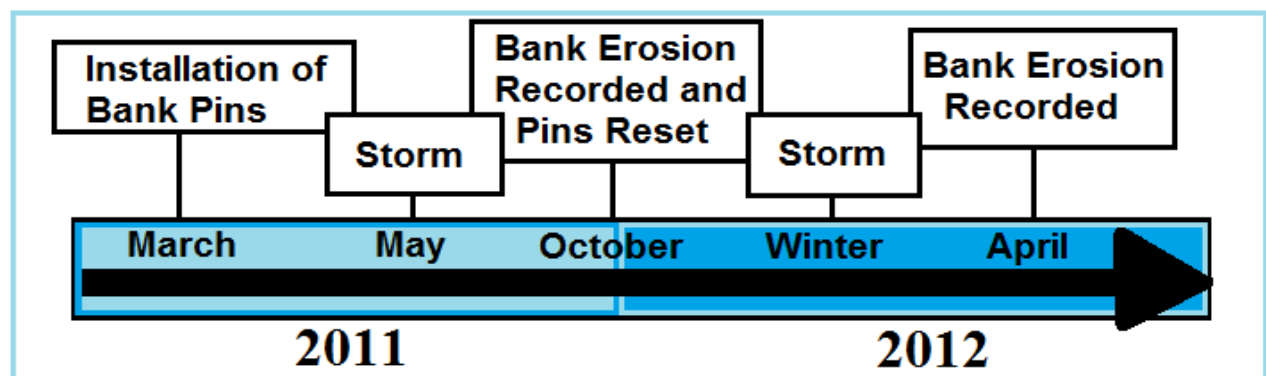 Installation of
Bank Pins
Storm
Bank Erosion
Recorded and
Pins Reset
Storm
Bank Erosion
Recorded
March
May
October
Winter
April
2011
2012